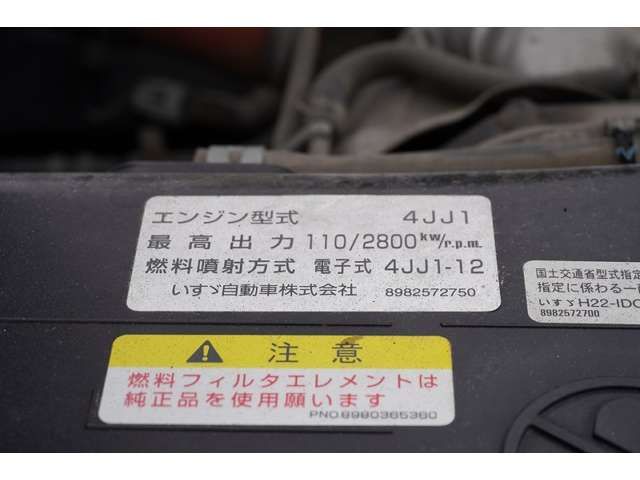 エンジン型式 4JJ1
最高出力 110/2800kw/r.p.m.
燃料噴射方式 電子式 4JJ1-12
いすゞ自動車株式会社 8982572750
国土交通省型式指定
指定に係わる一
いすゞH22-IDC
8982572700
注意
燃料フィルタエレメントは
純正品を使用願います
PNO.8980365360